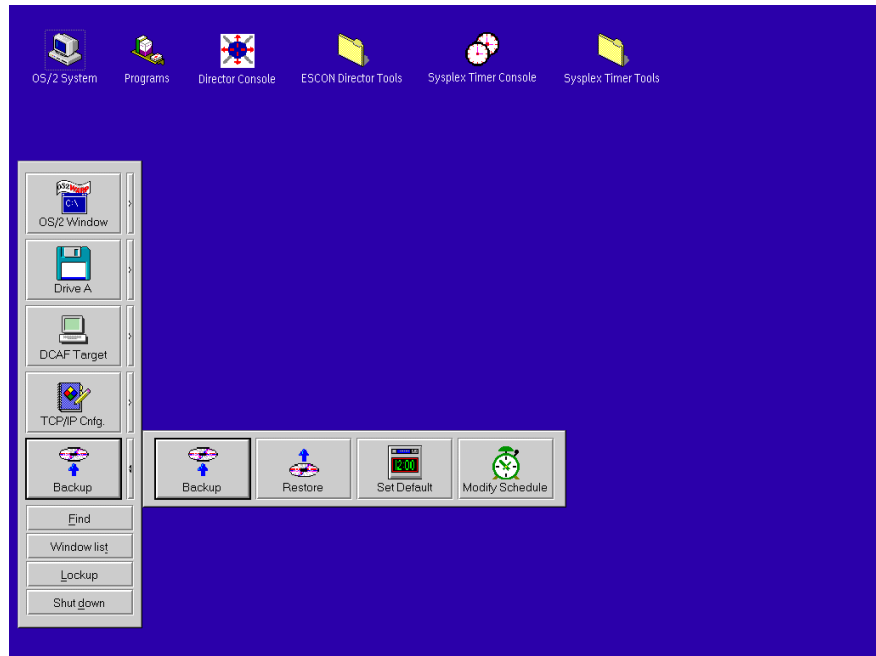 OS/2 System
Programs
Director Console
ESCON Director Tools
Sysplex Timer Console
Sysplex Timer Tools
C:\
OS/2 Window
Drive A
DCAF Target
TCP/IP Cnfg.
Backup
Backup
Restore
12:00
Set Default
Modify Schedule
Find
Window list
Lockup
Shut down